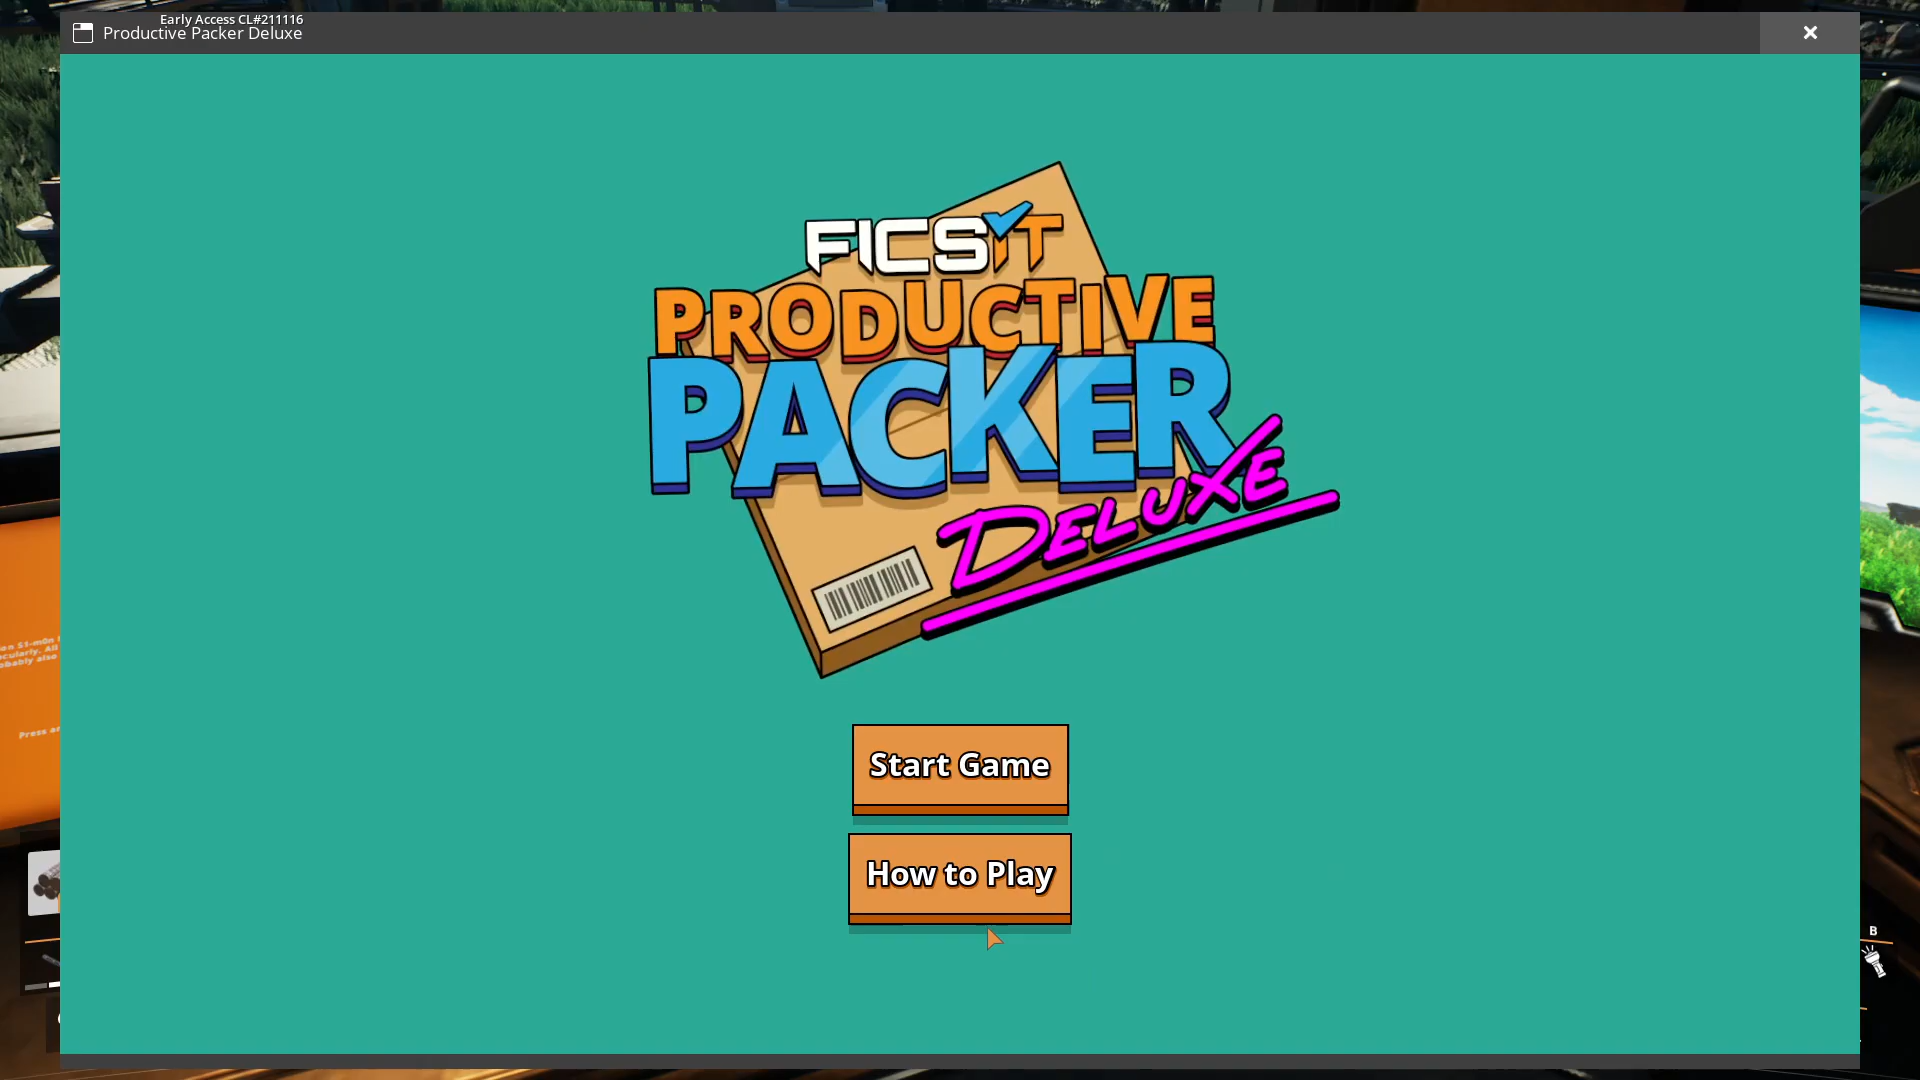 Early Access CL#211116
Productive Packer Deluxe
FICSIT
PRODUCTIVE
PACKER
DELUXE
Start Game
How to Play
B